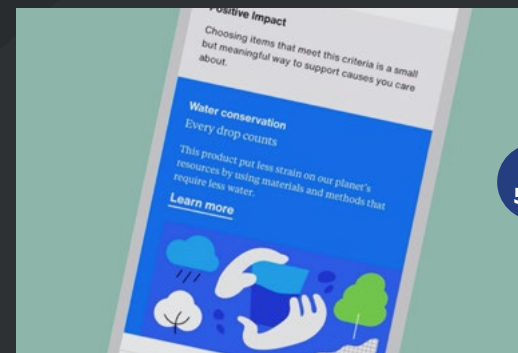 Positive Impact
Choosing items that meet this criteria is a small
but meaningful way to support causes you care
about.
Water conservation
Every drop counts
This product put less strain on our planet's
resources by using materials and methods that
require less water.
Learn more
5